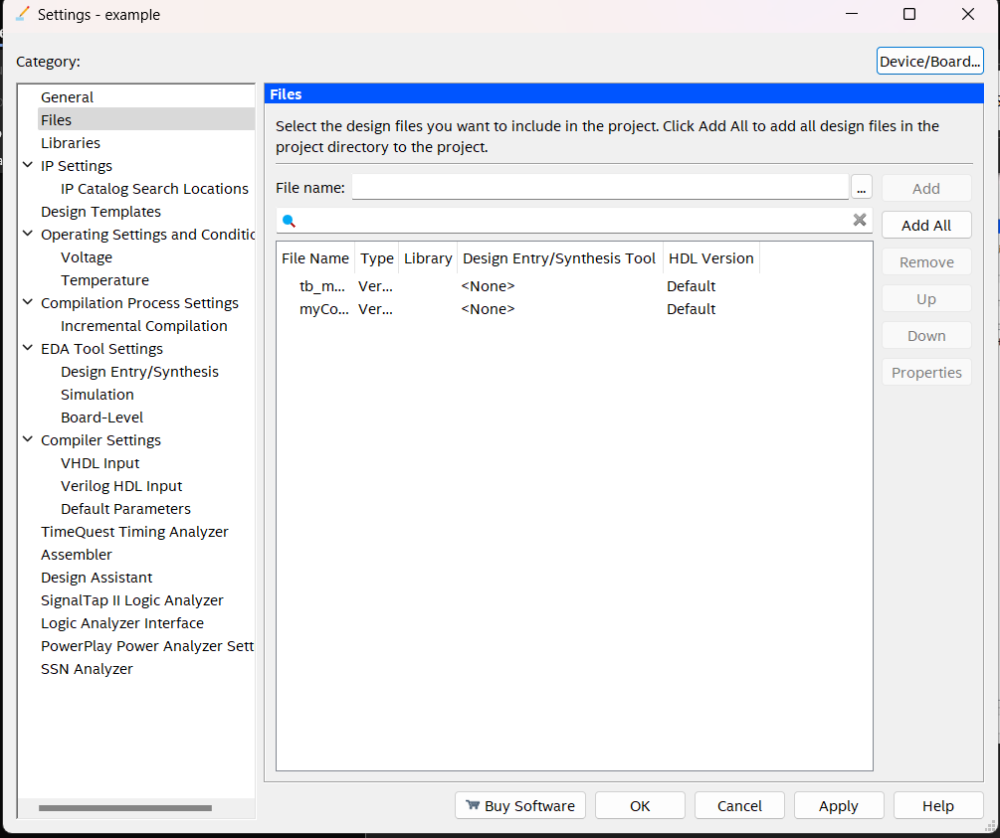 Settings - example
Category:
Device/Board...
General
Files
Libraries
IP Settings
IP Catalog Search Locations
Design Templates
Operating Settings and Conditic
Voltage
Temperature
Compilation Process Settings
Incremental Compilation
EDA Tool Settings
Design Entry/Synthesis
Simulation
Board-Level
Compiler Settings
VHDL Input
Verilog HDL Input
Default Parameters
TimeQuest Timing Analyzer
Assembler
Design Assistant
SignalTap II Logic Analyzer
Logic Analyzer Interface
PowerPlay Power Analyzer Sett
SSN Analyzer
Files
Select the design files you want to include in the project. Click Add All to add all design files in the
project directory to the project.
File name:
...
Add
Add All
Remove
Up
Down
Properties
File Name Type Library Design Entry/Synthesis Tool HDL Version
tb_m... Ver... <None> Default
myCo... Ver... <None> Default
Buy Software OK Cancel Apply Help